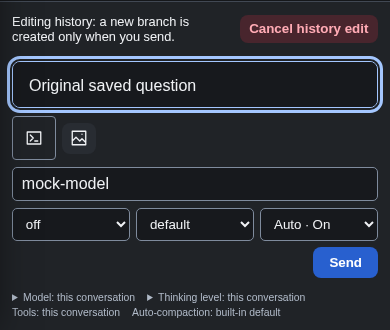 Editing history: a new branch is
created only when you send.
Cancel history edit
Original saved question
mock-model
off
default
Auto · On
Send
Model: this conversation
Thinking level: this conversation
Tools: this conversation
Auto-compaction: built-in default